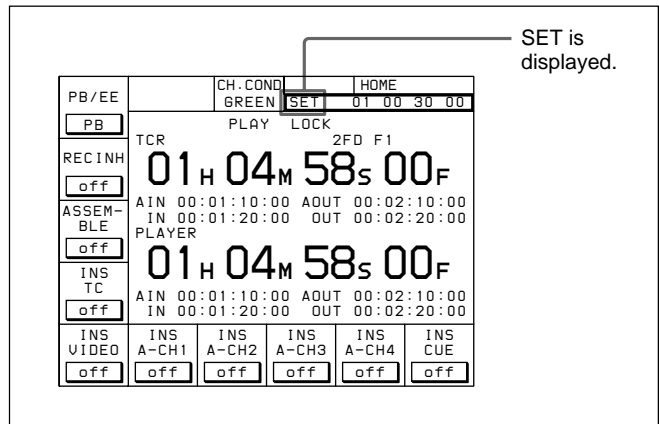 SET is
displayed.
CH.COND HOME
PB/EE GREEN SET 01 00 30 00
PB PLAY LOCK
TCR 2FD F1
RECINH 01H 04M 58S 00F
off
AIN 00:01:10:00 AOUT 00:02:10:00
ASSEM-
BLE IN 00:01:20:00 OUT 00:02:20:00
PLAYER
off
01H 04M 58S 00F
INS
TC
AIN 00:01:10:00 AOUT 00:02:10:00
off IN 00:01:20:00 OUT 00:02:20:00
INS INS INS INS INS INS
VIDEO A-CH1 A-CH2 A-CH3 A-CH4 CUE
off off off off off off